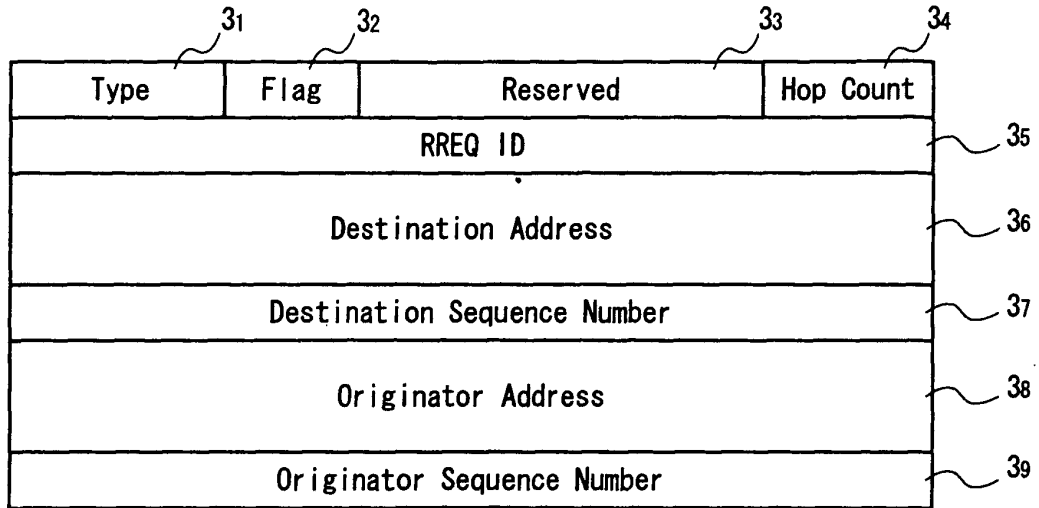 31 32 33 34
Type Flag Reserved Hop Count
RREQ ID 35
Destination Address 36
Destination Sequence Number 37
Originator Address 38
Originator Sequence Number 39